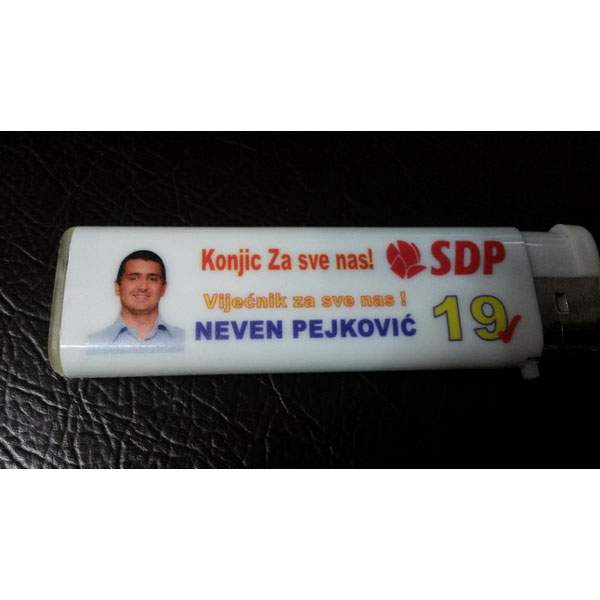 Konjic Za sve nas! SDP
Vijećnik za sve nas !
NEVEN PEJKOVIĆ 19